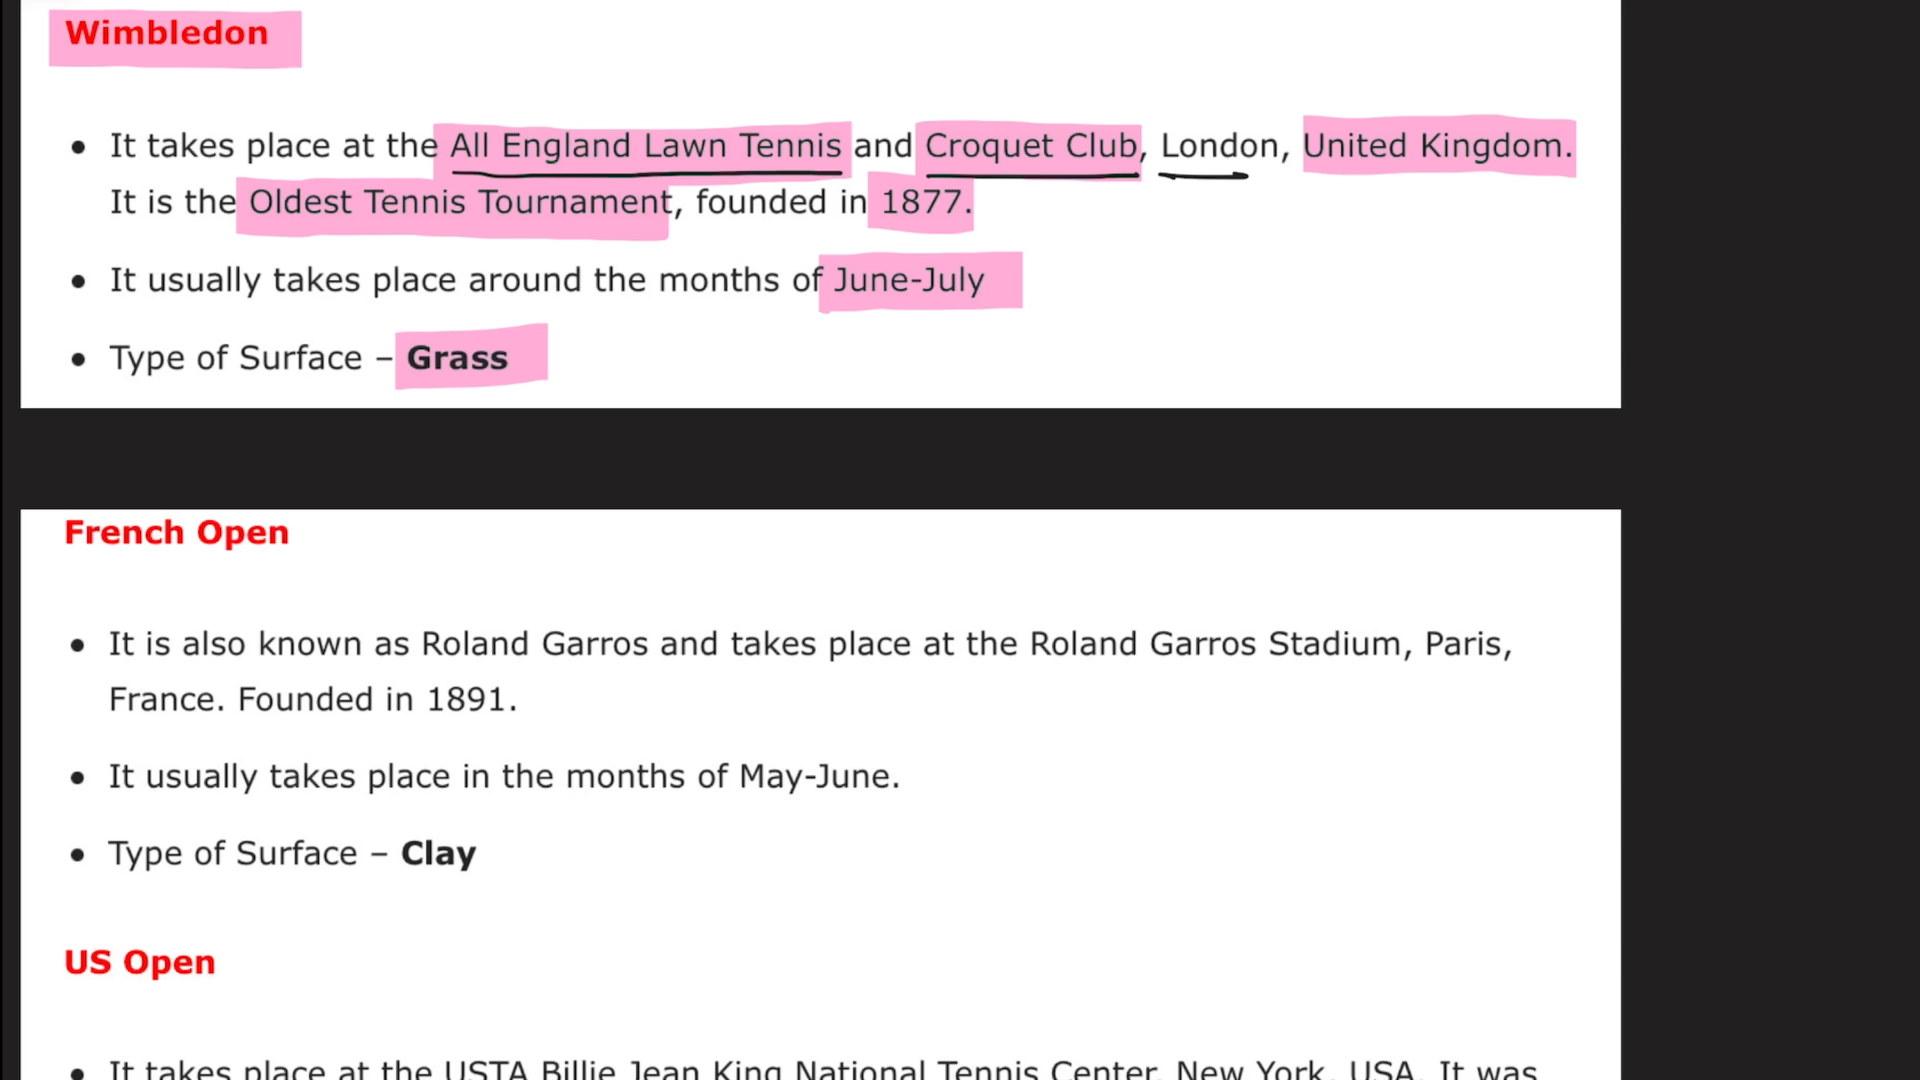 Wimbledon
• It takes place at the All England Lawn Tennis and Croquet Club, London, United Kingdom.
It is the Oldest Tennis Tournament, founded in 1877.
• It usually takes place around the months of June-July
• Type of Surface – Grass
French Open
• It is also known as Roland Garros and takes place at the Roland Garros Stadium, Paris,
France. Founded in 1891.
• It usually takes place in the months of May-June.
• Type of Surface – Clay
US Open
• It takes place at the USTA Billie Jean King National Tennis Center, New York, USA. It was